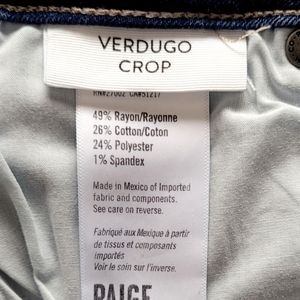 VERDUGO
CROP
RN#27002 CA#51217
49% Rayon/Rayonne
26% Cotton/Coton
24% Polyester
1% Spandex
Made in Mexico of Imported
fabric and components.
See care on reverse.
Fabriqué aux Mexique à partir
de tissus et composants
importés
Voir le soin sur l'inverse.
PAIGE